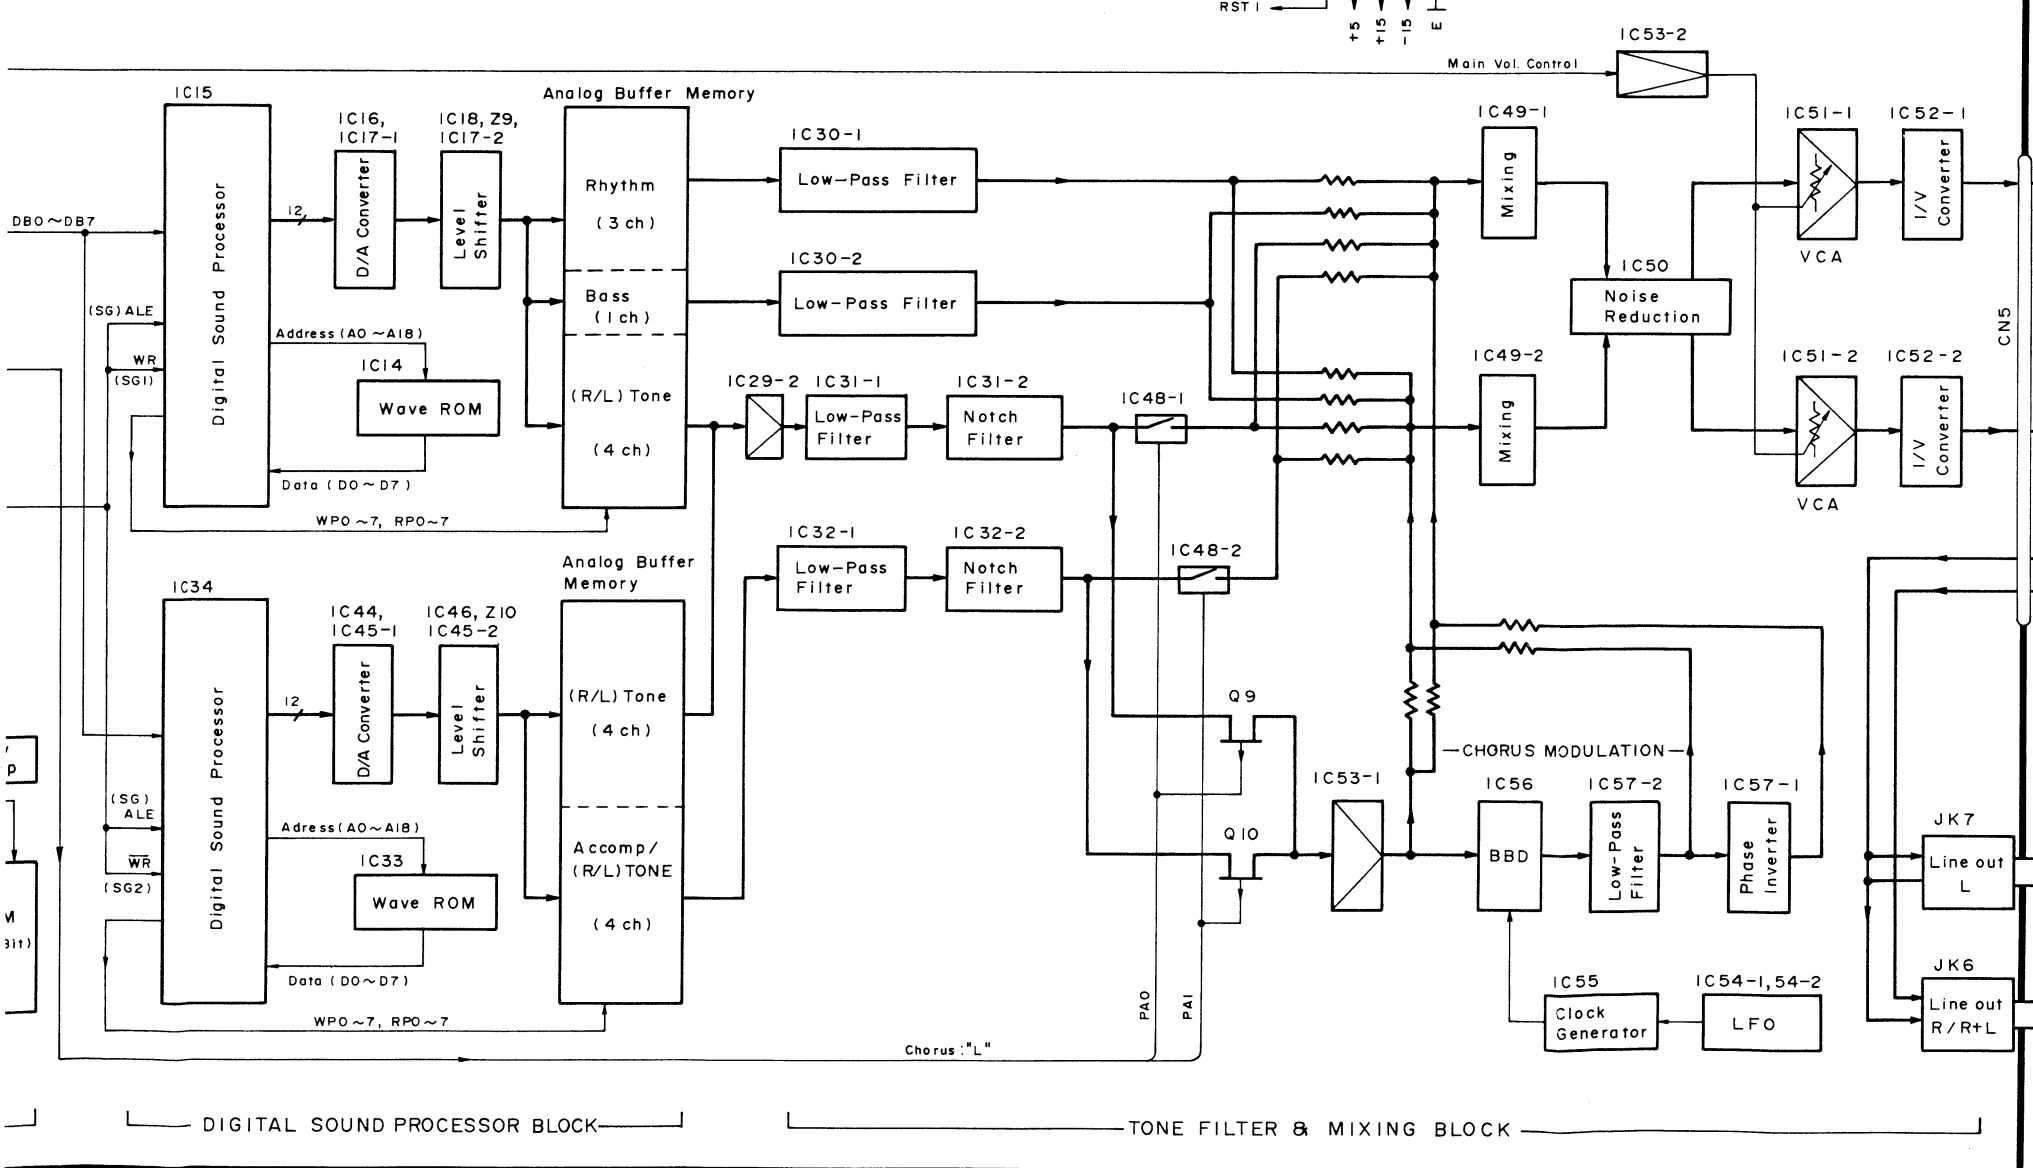 RST 1
+5
+15
-15
E
IC53-2
Main Vol. Control
IC15
Digital Sound Processor
DB0~DB7
(SG) ALE
WR
(SG1)
12
IC16,
IC17-1
D/A Converter
IC18, Z9,
IC17-2
Level
Shifter
Address (A0~A18)
IC14
Wave ROM
Data (D0~D7)
WP0~7, RP0~7
Analog Buffer Memory
Rhythm
(3 ch)
Bass
(1 ch)
(R/L) Tone
(4 ch)
IC30-1
Low-Pass Filter
IC30-2
Low-Pass Filter
IC29-2
IC31-1
Low-Pass
Filter
IC31-2
Notch
Filter
IC48-1
IC32-1
Low-Pass
Filter
IC32-2
Notch
Filter
IC48-2
IC49-1
Mixing
IC49-2
Mixing
IC50
Noise
Reduction
IC51-1
VCA
IC52-1
I/V
Converter
IC51-2
VCA
IC52-2
I/V
Converter
CN5
IC34
Digital Sound Processor
(SG)
ALE
WR
(SG2)
12
IC44,
IC45-1
D/A Converter
IC46, Z10
IC45-2
Level
Shifter
Adress (A0~A18)
IC33
Wave ROM
Data (D0~D7)
WP0~7, RP0~7
Analog Buffer
Memory
(R/L) Tone
(4 ch)
Accomp/
(R/L) TONE
(4 ch)
Q9
Q10
PA0
PA1
Chorus : "L"
IC53-1
CHORUS MODULATION
IC56
BBD
IC57-2
Low-Pass
Filter
IC57-1
Phase
Inverter
IC55
Clock
Generator
IC54-1, 54-2
LFO
JK7
Line out
L
JK6
Line out
R/R+L
p
M
Bit)
DIGITAL SOUND PROCESSOR BLOCK
TONE FILTER & MIXING BLOCK